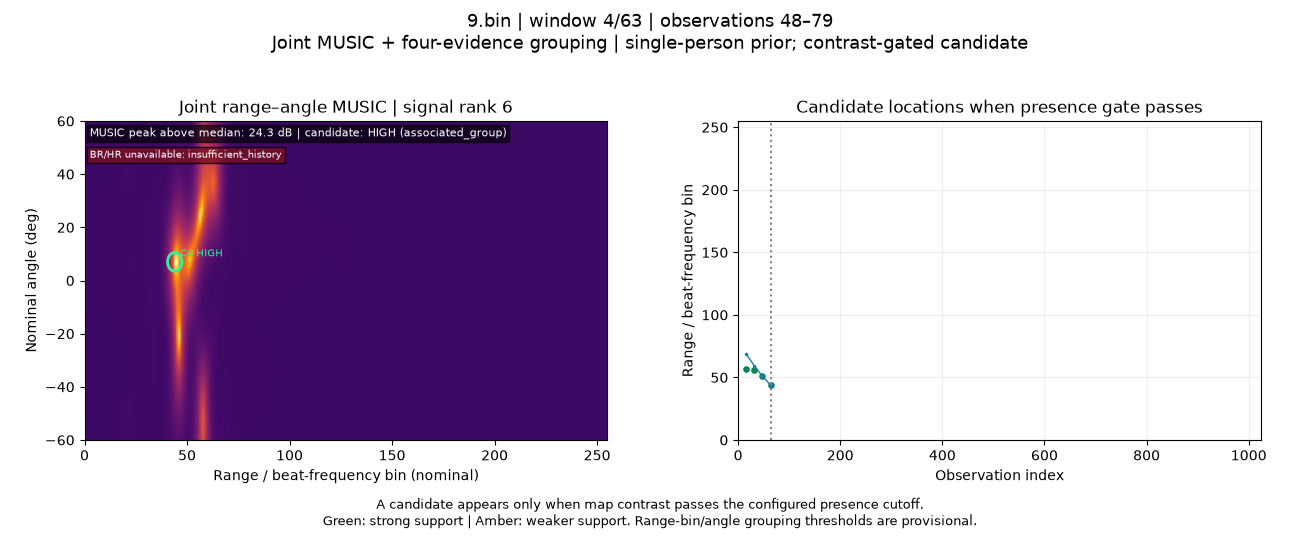 9.bin | window 4/63 | observations 48–79
Joint MUSIC + four-evidence grouping | single-person prior; contrast-gated candidate
Joint range–angle MUSIC | signal rank 6
MUSIC peak above median: 24.3 dB | candidate: HIGH (associated_group)
BR/HR unavailable: insufficient_history
HIGH
60
40
20
0
−20
−40
−60
0
50
100
150
200
250
Nominal angle (deg)
Range / beat-frequency bin (nominal)
Candidate locations when presence gate passes
250
200
150
100
50
0
0
200
400
600
800
1000
Range / beat-frequency bin
Observation index
A candidate appears only when map contrast passes the configured presence cutoff.
Green: strong support | Amber: weaker support. Range-bin/angle grouping thresholds are provisional.